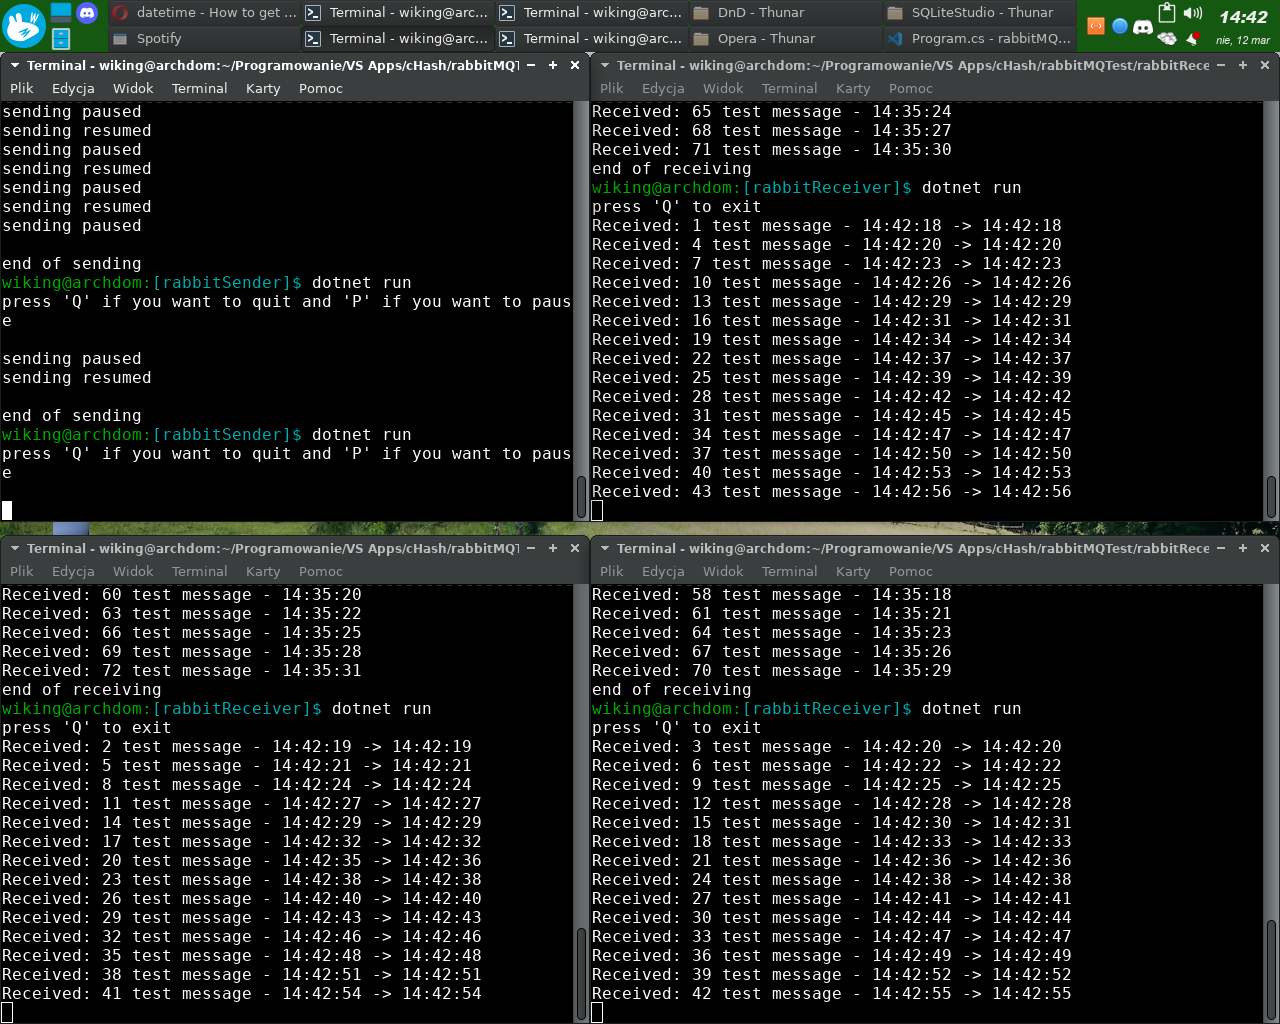 datetime - How to get ...
Terminal - wiking@arc...
Terminal - wiking@arc...
DnD - Thunar
SQLiteStudio - Thunar
Spotify
Terminal - wiking@arc...
Terminal - wiking@arc...
Opera - Thunar
Program.cs - rabbitMQ...
14:42
nie, 12 mar
Terminal - wiking@archdom:~/Programowanie/VS Apps/cHash/rabbitMQT
Plik Edycja Widok Terminal Karty Pomoc
sending paused
sending resumed
sending paused
sending resumed
sending paused
sending resumed
sending paused
end of sending
wiking@archdom:[rabbitSender]$ dotnet run
press 'Q' if you want to quit and 'P' if you want to paus
e
sending paused
sending resumed
end of sending
wiking@archdom:[rabbitSender]$ dotnet run
press 'Q' if you want to quit and 'P' if you want to paus
e
Terminal - wiking@archdom:~/Programowanie/VS Apps/cHash/rabbitMQTest/rabbitRece
Plik Edycja Widok Terminal Karty Pomoc
Received: 65 test message - 14:35:24
Received: 68 test message - 14:35:27
Received: 71 test message - 14:35:30
end of receiving
wiking@archdom:[rabbitReceiver]$ dotnet run
press 'Q' to exit
Received: 1 test message - 14:42:18 -> 14:42:18
Received: 4 test message - 14:42:20 -> 14:42:20
Received: 7 test message - 14:42:23 -> 14:42:23
Received: 10 test message - 14:42:26 -> 14:42:26
Received: 13 test message - 14:42:29 -> 14:42:29
Received: 16 test message - 14:42:31 -> 14:42:31
Received: 19 test message - 14:42:34 -> 14:42:34
Received: 22 test message - 14:42:37 -> 14:42:37
Received: 25 test message - 14:42:39 -> 14:42:39
Received: 28 test message - 14:42:42 -> 14:42:42
Received: 31 test message - 14:42:45 -> 14:42:45
Received: 34 test message - 14:42:47 -> 14:42:47
Received: 37 test message - 14:42:50 -> 14:42:50
Received: 40 test message - 14:42:53 -> 14:42:53
Received: 43 test message - 14:42:56 -> 14:42:56
Terminal - wiking@archdom:~/Programowanie/VS Apps/cHash/rabbitMQT
Plik Edycja Widok Terminal Karty Pomoc
Received: 60 test message - 14:35:20
Received: 63 test message - 14:35:22
Received: 66 test message - 14:35:25
Received: 69 test message - 14:35:28
Received: 72 test message - 14:35:31
end of receiving
wiking@archdom:[rabbitReceiver]$ dotnet run
press 'Q' to exit
Received: 2 test message - 14:42:19 -> 14:42:19
Received: 5 test message - 14:42:21 -> 14:42:21
Received: 8 test message - 14:42:24 -> 14:42:24
Received: 11 test message - 14:42:27 -> 14:42:27
Received: 14 test message - 14:42:29 -> 14:42:29
Received: 17 test message - 14:42:32 -> 14:42:32
Received: 20 test message - 14:42:35 -> 14:42:36
Received: 23 test message - 14:42:38 -> 14:42:38
Received: 26 test message - 14:42:40 -> 14:42:40
Received: 29 test message - 14:42:43 -> 14:42:43
Received: 32 test message - 14:42:46 -> 14:42:46
Received: 35 test message - 14:42:48 -> 14:42:48
Received: 38 test message - 14:42:51 -> 14:42:51
Received: 41 test message - 14:42:54 -> 14:42:54
Terminal - wiking@archdom:~/Programowanie/VS Apps/cHash/rabbitMQTest/rabbitRece
Plik Edycja Widok Terminal Karty Pomoc
Received: 58 test message - 14:35:18
Received: 61 test message - 14:35:21
Received: 64 test message - 14:35:23
Received: 67 test message - 14:35:26
Received: 70 test message - 14:35:29
end of receiving
wiking@archdom:[rabbitReceiver]$ dotnet run
press 'Q' to exit
Received: 3 test message - 14:42:20 -> 14:42:20
Received: 6 test message - 14:42:22 -> 14:42:22
Received: 9 test message - 14:42:25 -> 14:42:25
Received: 12 test message - 14:42:28 -> 14:42:28
Received: 15 test message - 14:42:30 -> 14:42:31
Received: 18 test message - 14:42:33 -> 14:42:33
Received: 21 test message - 14:42:36 -> 14:42:36
Received: 24 test message - 14:42:38 -> 14:42:38
Received: 27 test message - 14:42:41 -> 14:42:41
Received: 30 test message - 14:42:44 -> 14:42:44
Received: 33 test message - 14:42:47 -> 14:42:47
Received: 36 test message - 14:42:49 -> 14:42:49
Received: 39 test message - 14:42:52 -> 14:42:52
Received: 42 test message - 14:42:55 -> 14:42:55